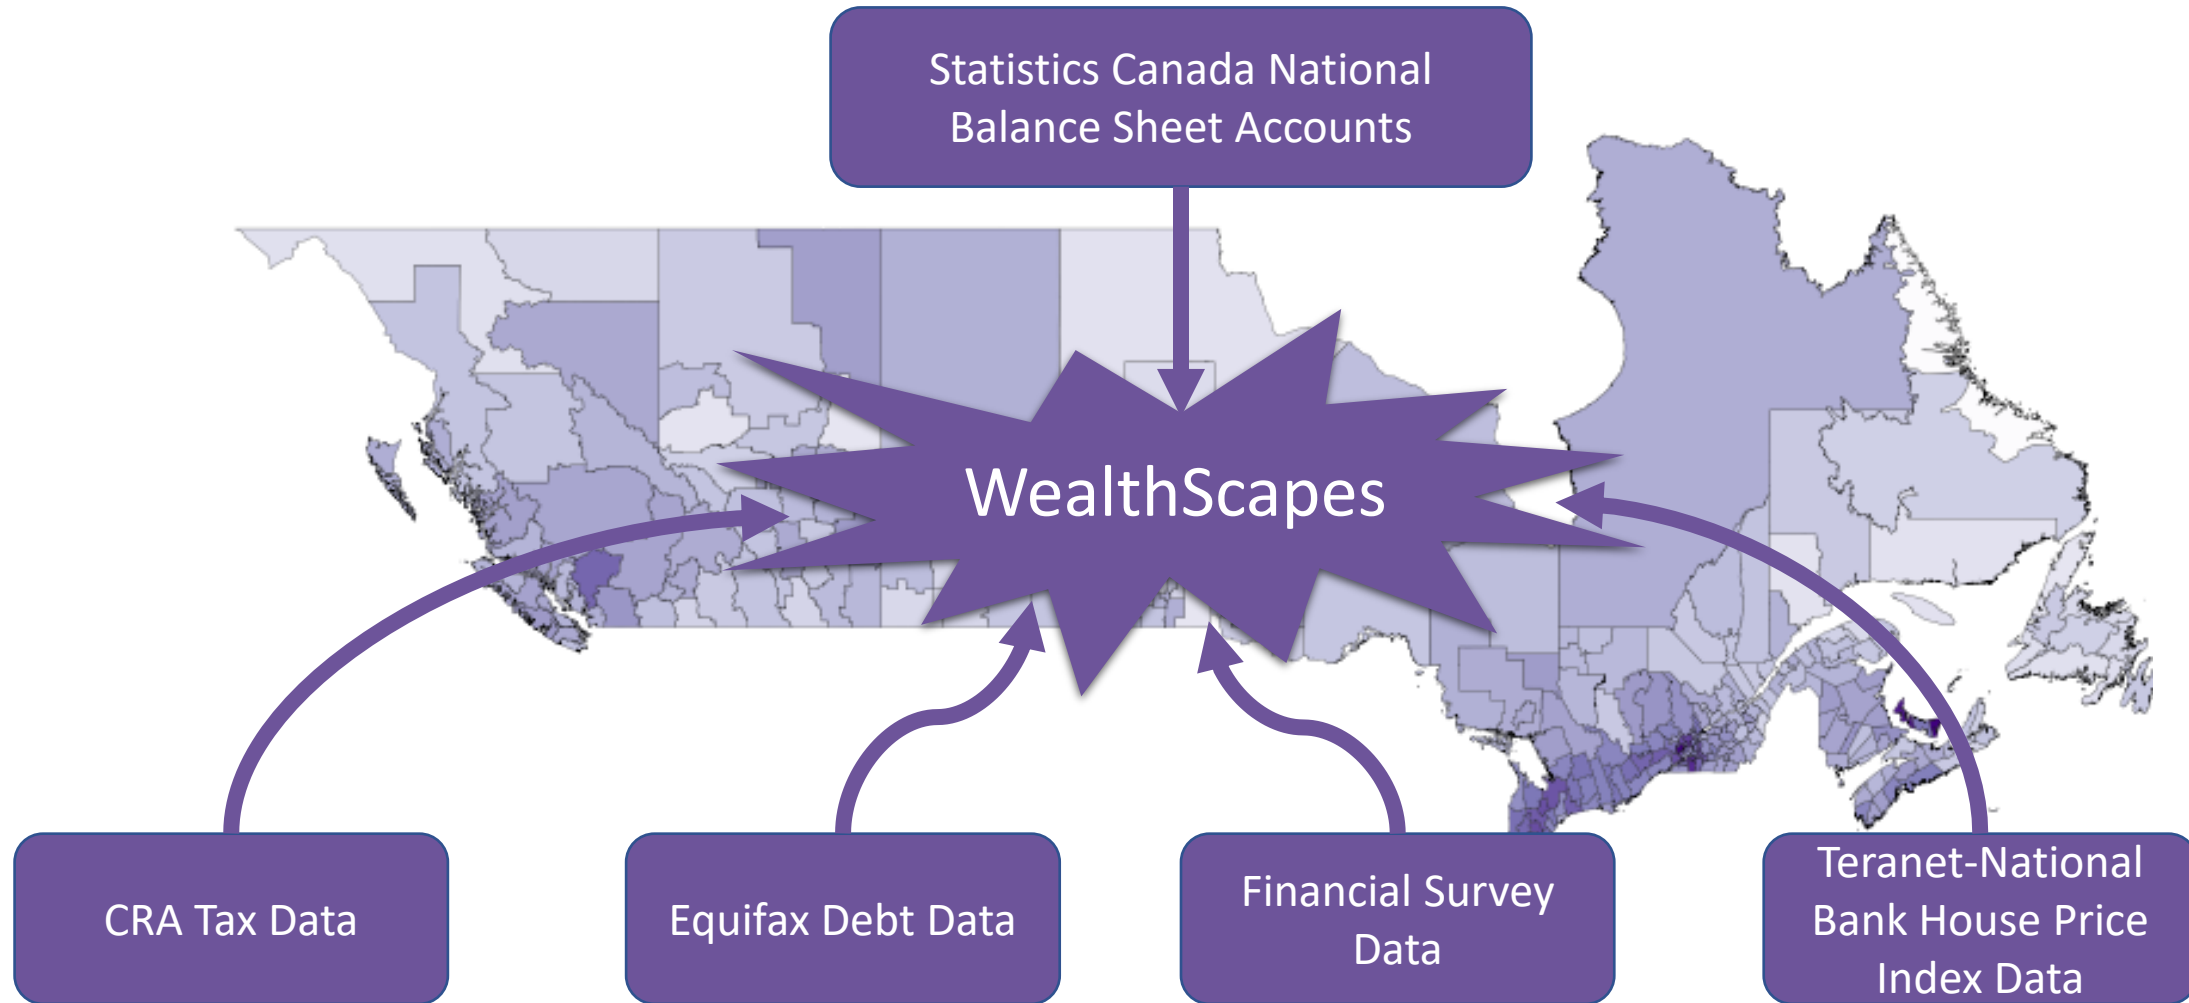 Statistics Canada National
Balance Sheet Accounts
WealthScapes
CRA Tax Data
Equifax Debt Data
Financial Survey
Data
Teranet-National
Bank House Price
Index Data